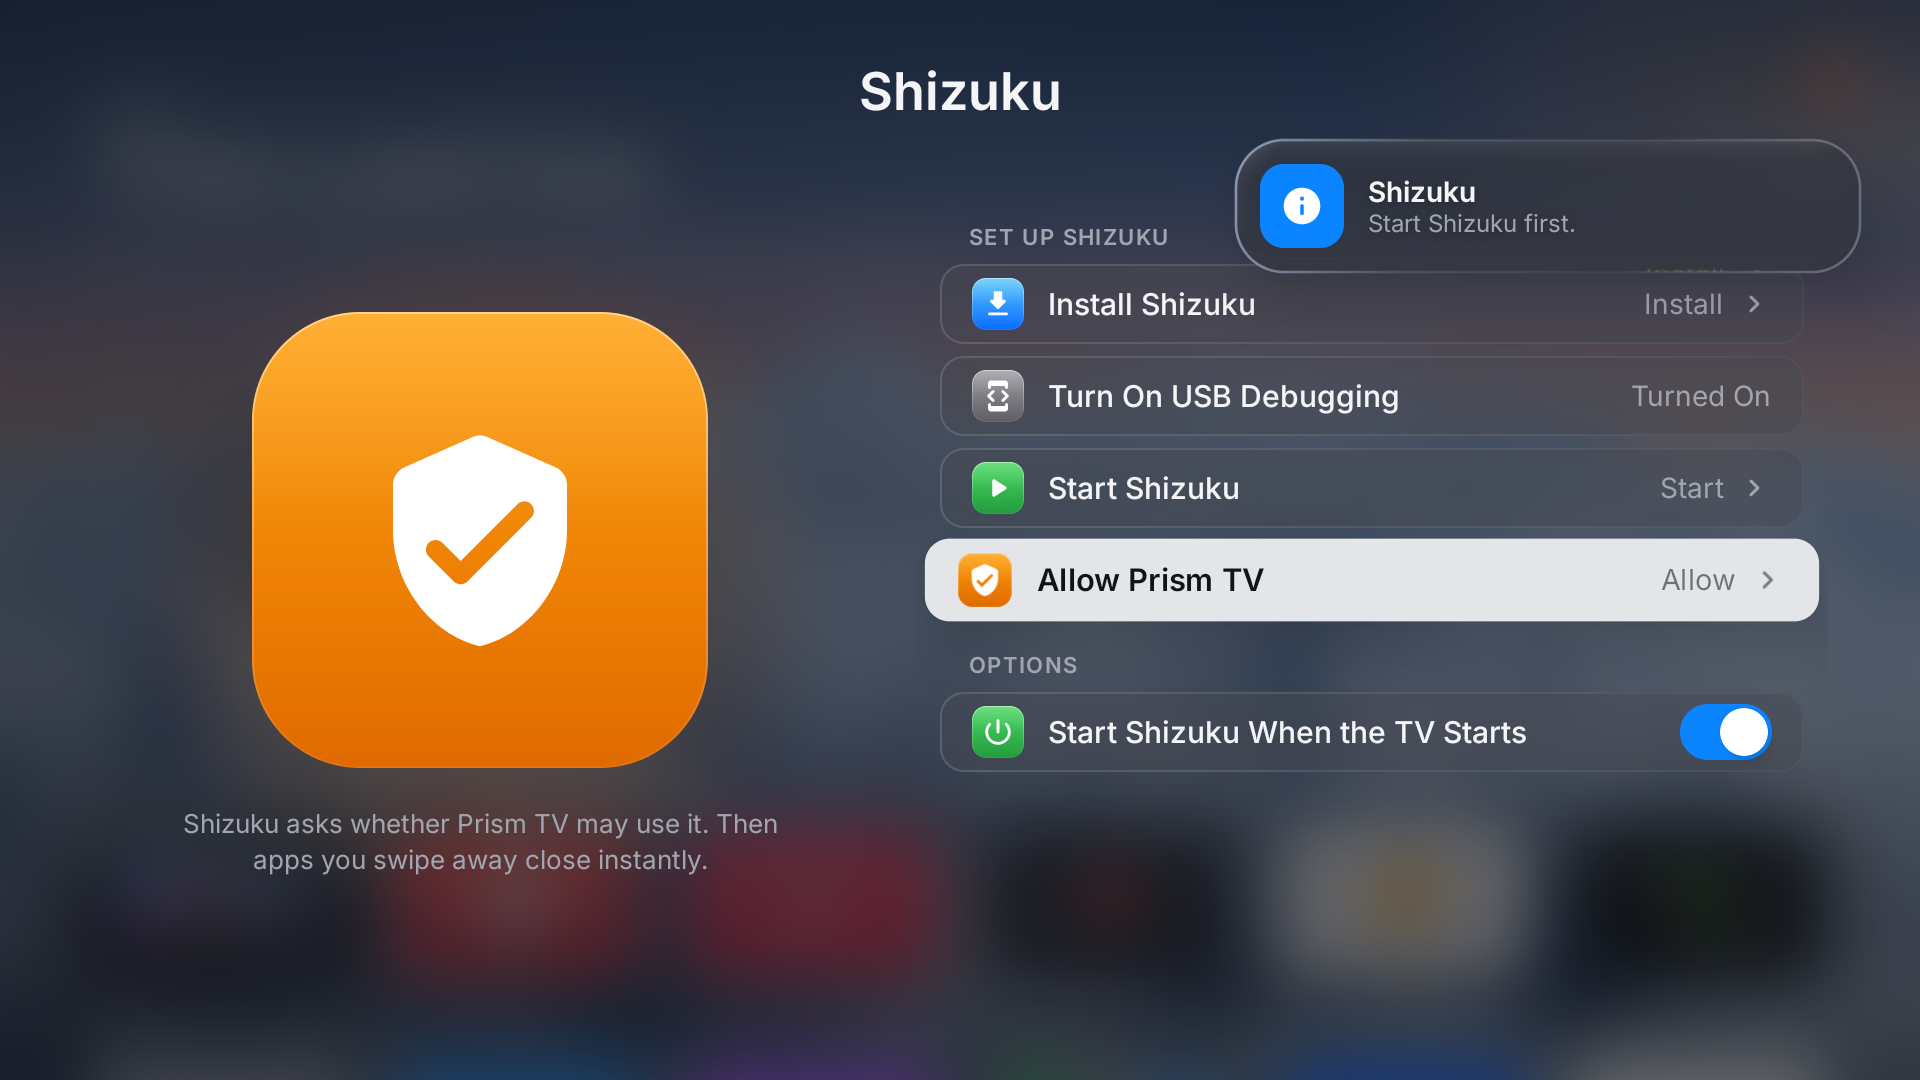 Shizuku
Shizuku
Start Shizuku first.
SET UP SHIZUKU
Install Shizuku
Install
Turn On USB Debugging
Turned On
Start Shizuku
Start
Allow Prism TV
Allow
OPTIONS
Start Shizuku When the TV Starts
Shizuku asks whether Prism TV may use it. Then
apps you swipe away close instantly.